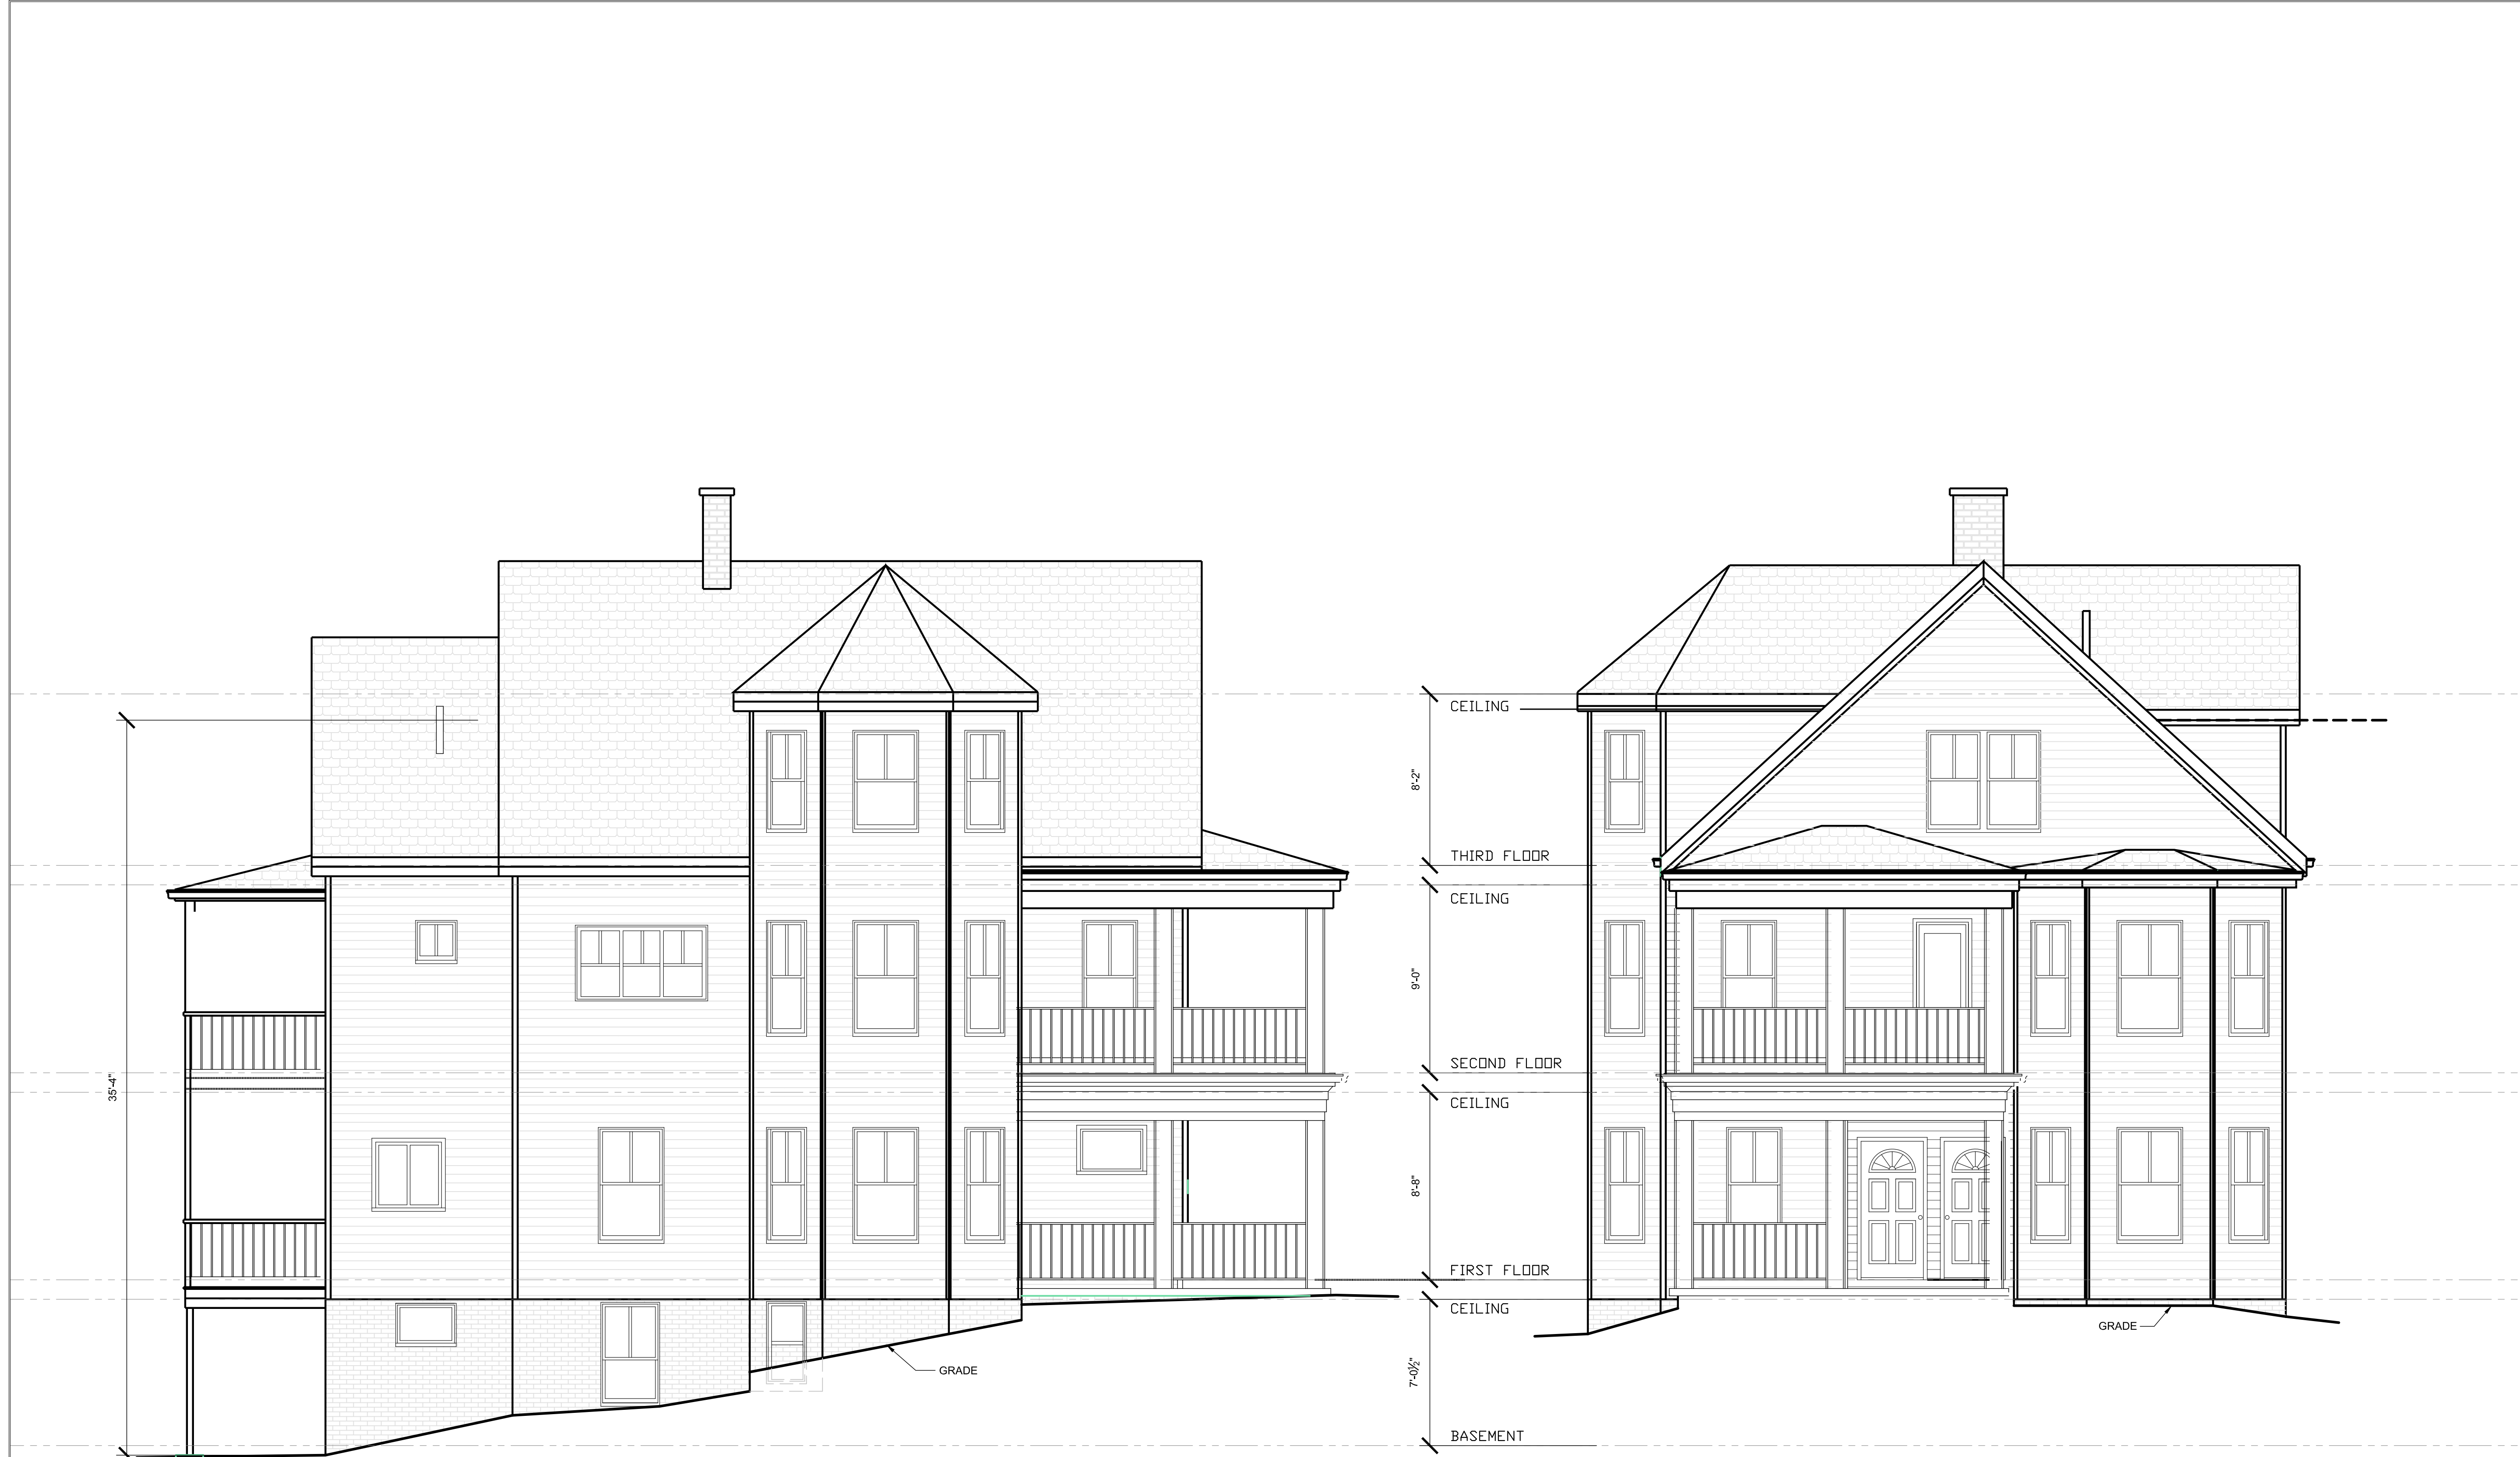 35'-4"
GRADE
CEILING
8'-2"
THIRD FLOOR
CEILING
9'-0"
SECOND FLOOR
CEILING
8'-8"
FIRST FLOOR
CEILING
7'-0½"
BASEMENT
GRADE